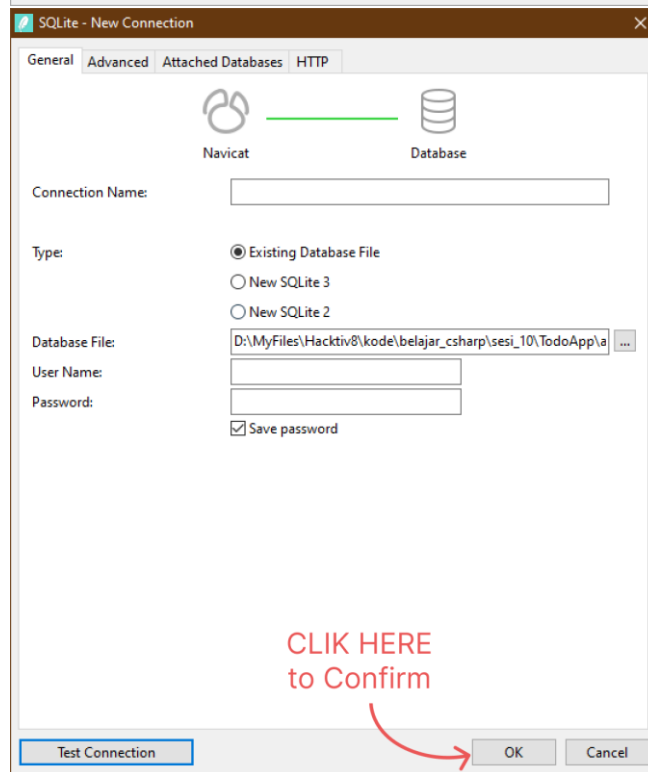 SQLite - New Connection
General Advanced Attached Databases HTTP
Navicat Database
Connection Name:
Type: Existing Database File
New SQLite 3
New SQLite 2
Database File: D:\MyFiles\Hacktiv8\kode\belajar_csharp\sesi_10\TodoApp\a ...
User Name:
Password:
Save password
CLIK HERE
to Confirm
Test Connection OK Cancel